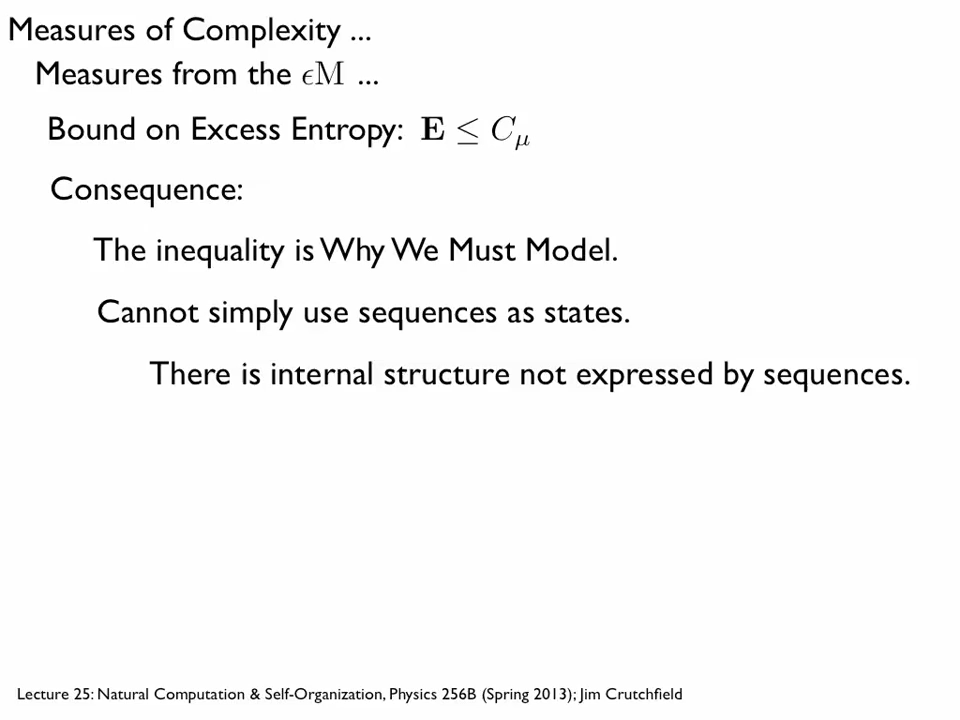 Measures of Complexity ...
Measures from the ϵM ...
Bound on Excess Entropy: E ≤ Cμ
Consequence:
The inequality is Why We Must Model.
Cannot simply use sequences as states.
There is internal structure not expressed by sequences.
Lecture 25: Natural Computation & Self-Organization, Physics 256B (Spring 2013); Jim Crutchfield